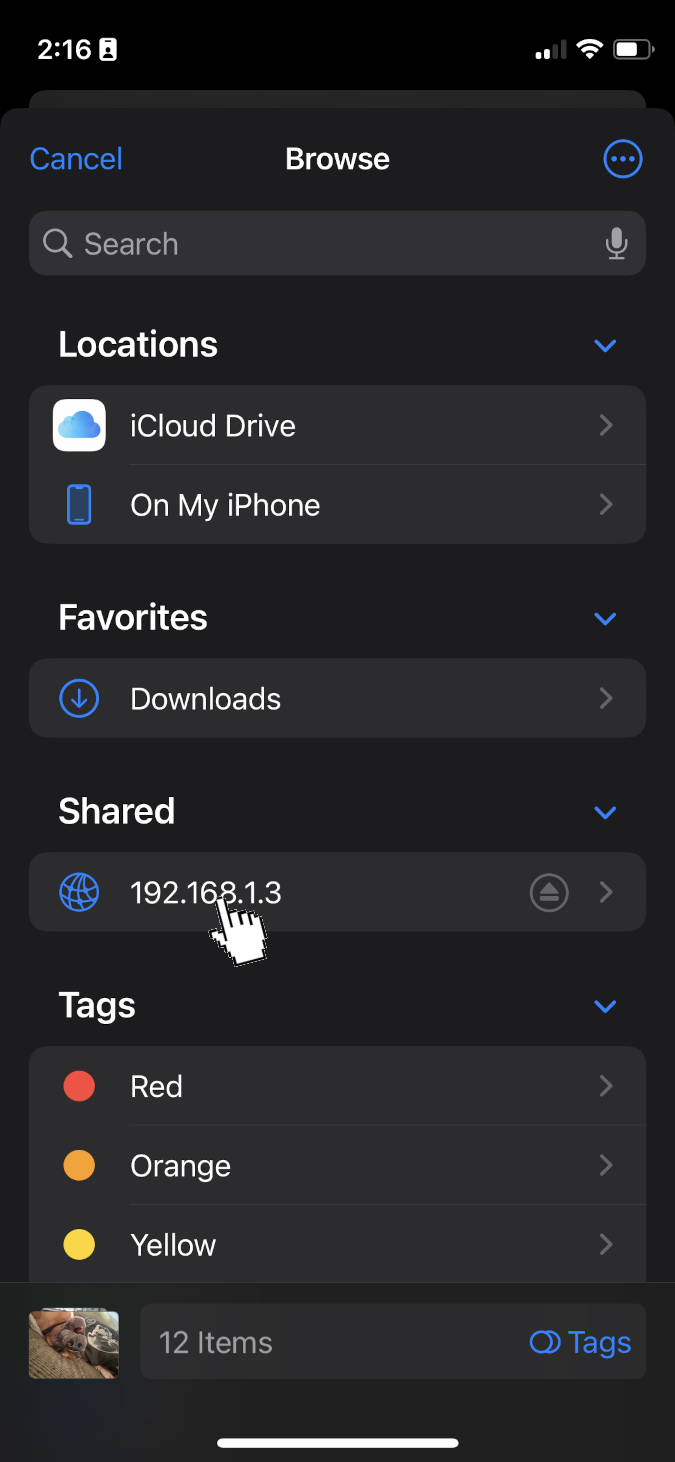 2:16
Cancel
Browse
Search
Locations
iCloud Drive
On My iPhone
Favorites
Downloads
Shared
192.168.1.3
Tags
Red
Orange
Yellow
12 Items
Tags